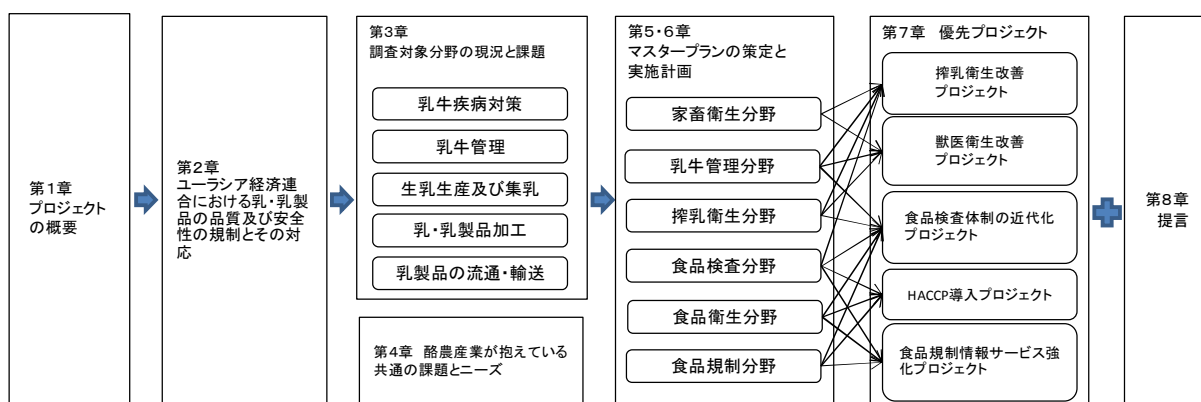 第1章
プロジェクト
の概要
第2章
ユーラシア経済連
合における乳・乳製
品の品質及び安全
性の規制とその対
応
第3章
調査対象分野の現況と課題
乳牛疾病対策
乳牛管理
生乳生産及び集乳
乳・乳製品加工
乳製品の流通・輸送
第4章 酪農産業が抱えている
共通の課題とニーズ
第5・6章
マスタープランの策定と
実施計画
家畜衛生分野
乳牛管理分野
搾乳衛生分野
食品検査分野
食品衛生分野
食品規制分野
第7章 優先プロジェクト
搾乳衛生改善
プロジェクト
獣医衛生改善
プロジェクト
食品検査体制の近代化
プロジェクト
HACCP導入プロジェクト
食品規制情報サービス強
化プロジェクト
第8章
提言